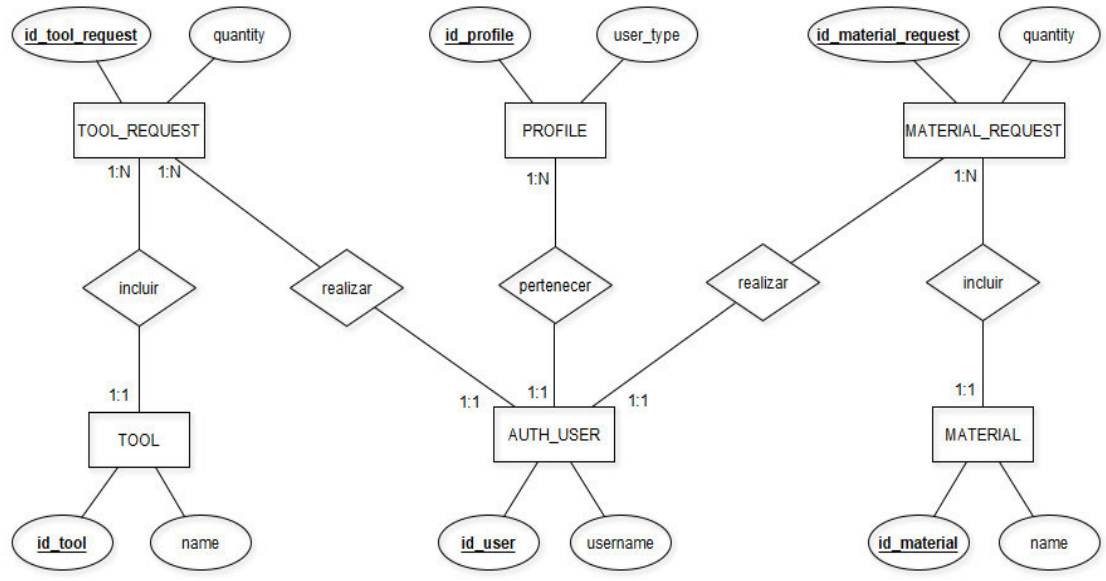 id_tool_request
quantity
id_profile
user_type
id_material_request
quantity
TOOL_REQUEST
PROFILE
MATERIAL_REQUEST
1:N
1:N
1:N
1:N
incluir
realizar
pertenecer
realizar
incluir
1:1
1:1
1:1
1:1
1:1
TOOL
AUTH_USER
MATERIAL
id_tool
name
id_user
username
id_material
name